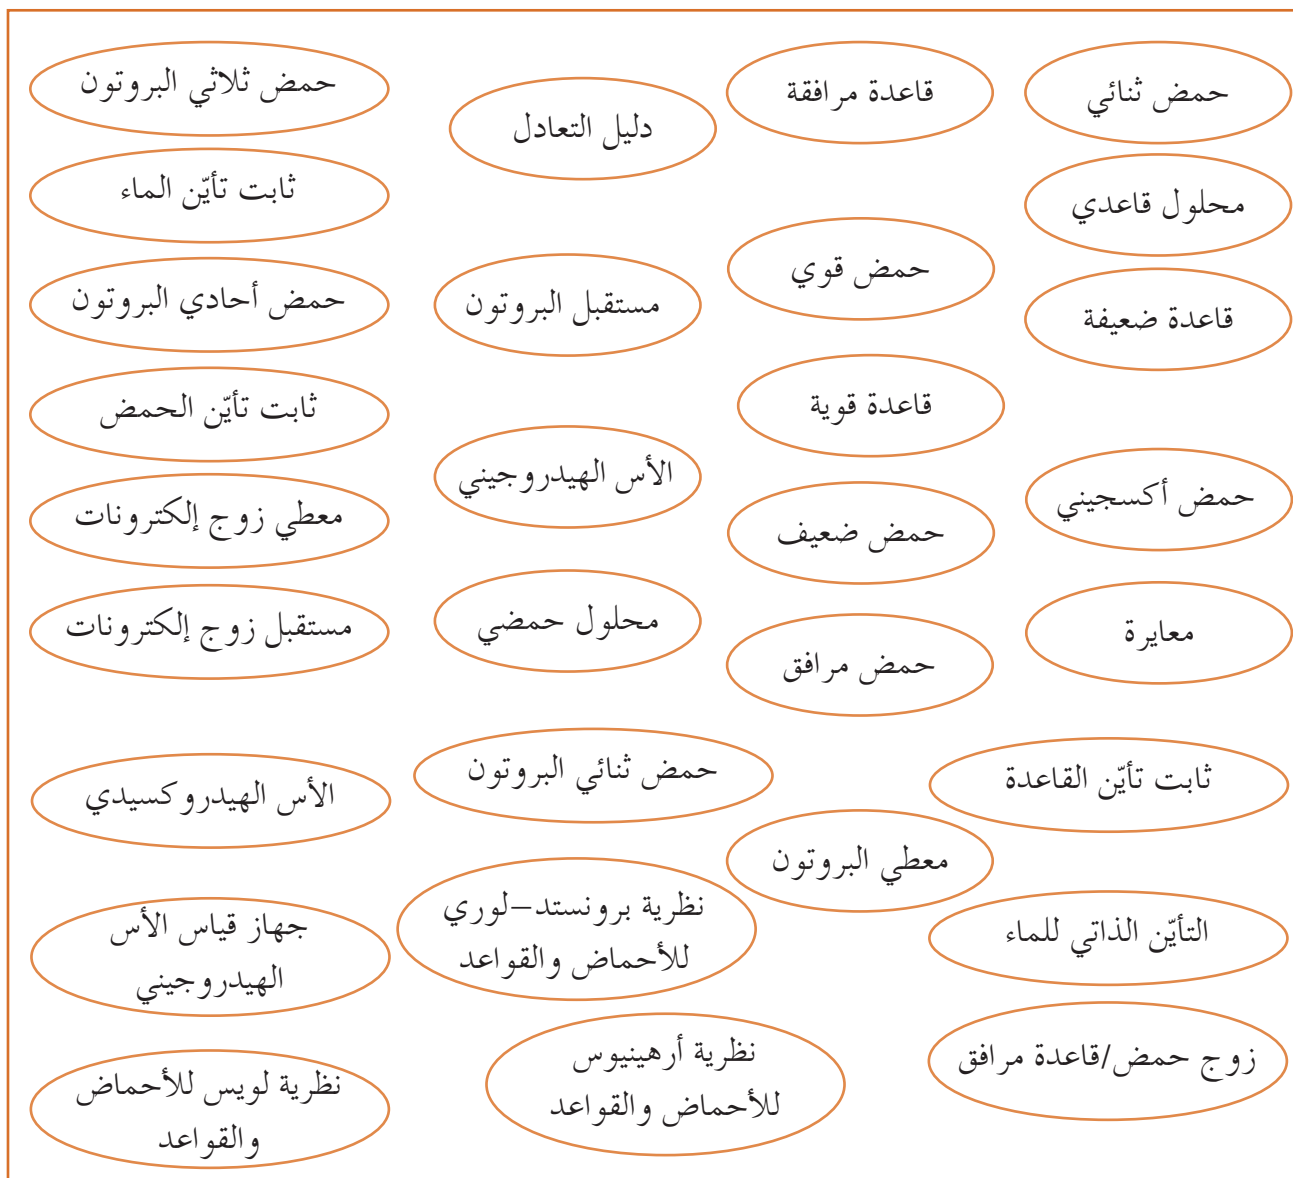 حمض ثنائي
قاعدة مرافقة
دليل التعادل
حمض ثلاثي البروتون
محلول قاعدي
ثابت تأيّن الماء
قاعدة ضعيفة
حمض قوي
مستقبل البروتون
حمض أحادي البروتون
قاعدة قوية
ثابت تأيّن الحمض
حمض أكسجيني
حمض ضعيف
الأس الهيدروجيني
معطي زوج إلكترونات
معايرة
حمض مرافق
محلول حمضي
مستقبل زوج إلكترونات
ثابت تأيّن القاعدة
حمض ثنائي البروتون
الأس الهيدروكسيدي
معطي البروتون
التأيّن الذاتي للماء
نظرية برونستد–لوري
للأحماض والقواعد
جهاز قياس الأس
الهيدروجيني
زوج حمض/قاعدة مرافق
نظرية أرهينيوس
للأحماض والقواعد
نظرية لويس للأحماض
والقواعد